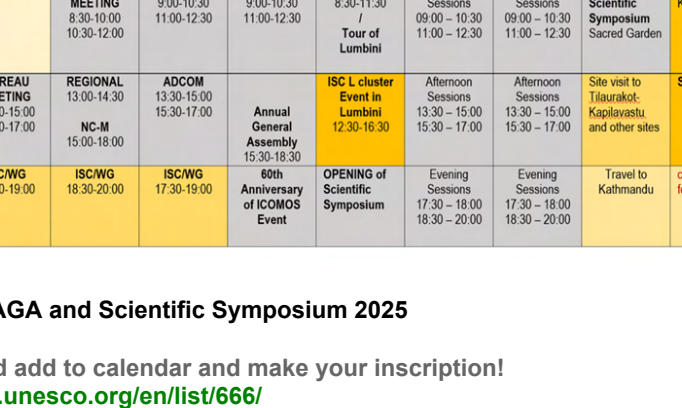 MEETING
8:30-10:00
10:30-12:00
9:00-10:30
11:00-12:30
9:00-10:30
11:00-12:30
8:30-11:30
/
Tour of
Lumbini
Sessions
09:00 – 10:30
11:00 – 12:30
Sessions
09:00 – 10:30
11:00 – 12:30
Scientific
Symposium
Sacred Garden
REAU
ETING
0-15:00
0-17:00
REGIONAL
13:00-14:30
NC-M
15:00-18:00
ADCOM
13:30-15:00
15:30-17:00
Annual
General
Assembly
15:30-18:30
ISC L cluster
Event in
Lumbini
12:30-16:30
Afternoon
Sessions
13:30 – 15:00
15:30 – 17:00
Afternoon
Sessions
13:30 – 15:00
15:30 – 17:00
Site visit to
Tilaurakot-
Kapilavastu
and other sites
C/WG
0-19:00
ISC/WG
18:30-20:00
ISC/WG
17:30-19:00
60th
Anniversary
of ICOMOS
Event
OPENING of
Scientific
Symposium
Evening
Sessions
17:30 – 18:00
18:30 – 20:00
Evening
Sessions
17:30 – 18:00
18:30 – 20:00
Travel to
Kathmandu
AGA and Scientific Symposium 2025
d add to calendar and make your inscription!
.unesco.org/en/list/666/